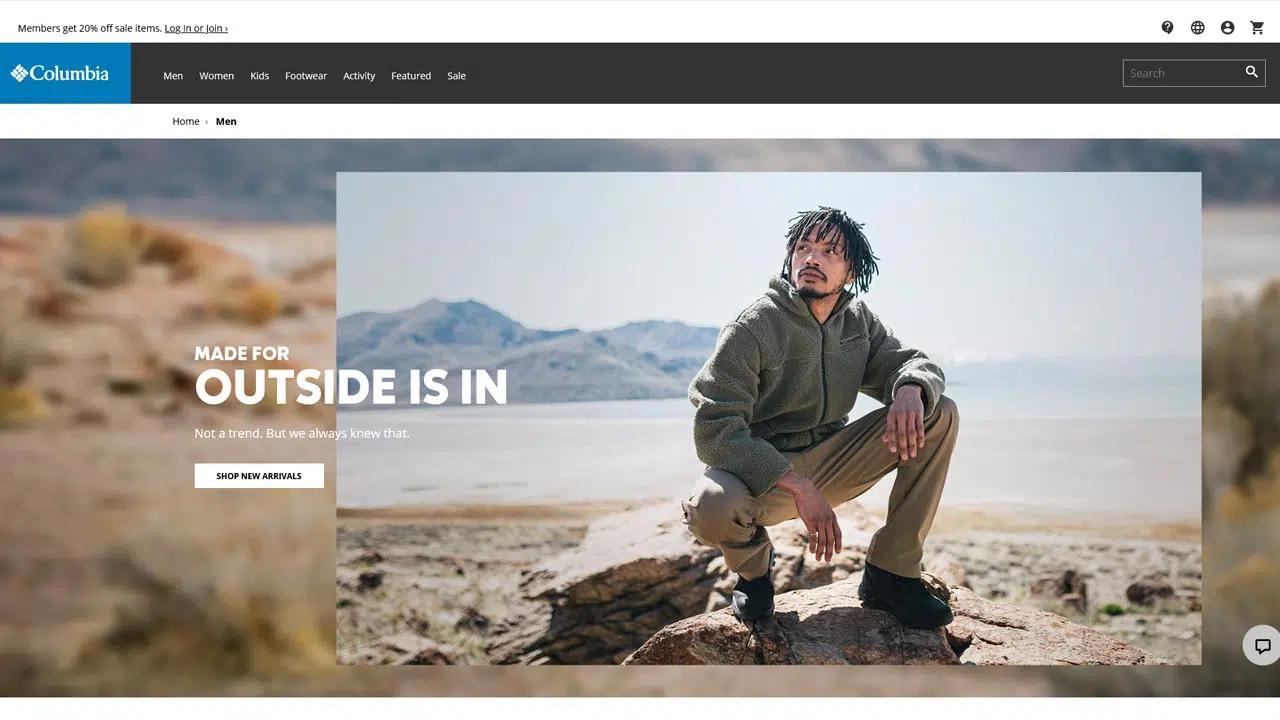 Members get 20% off sale items. Log In or Join ›
Columbia
Men Women Kids Footwear Activity Featured Sale
Search
Home › Men
MADE FOR
OUTSIDE IS IN
Not a trend. But we always knew that.
SHOP NEW ARRIVALS